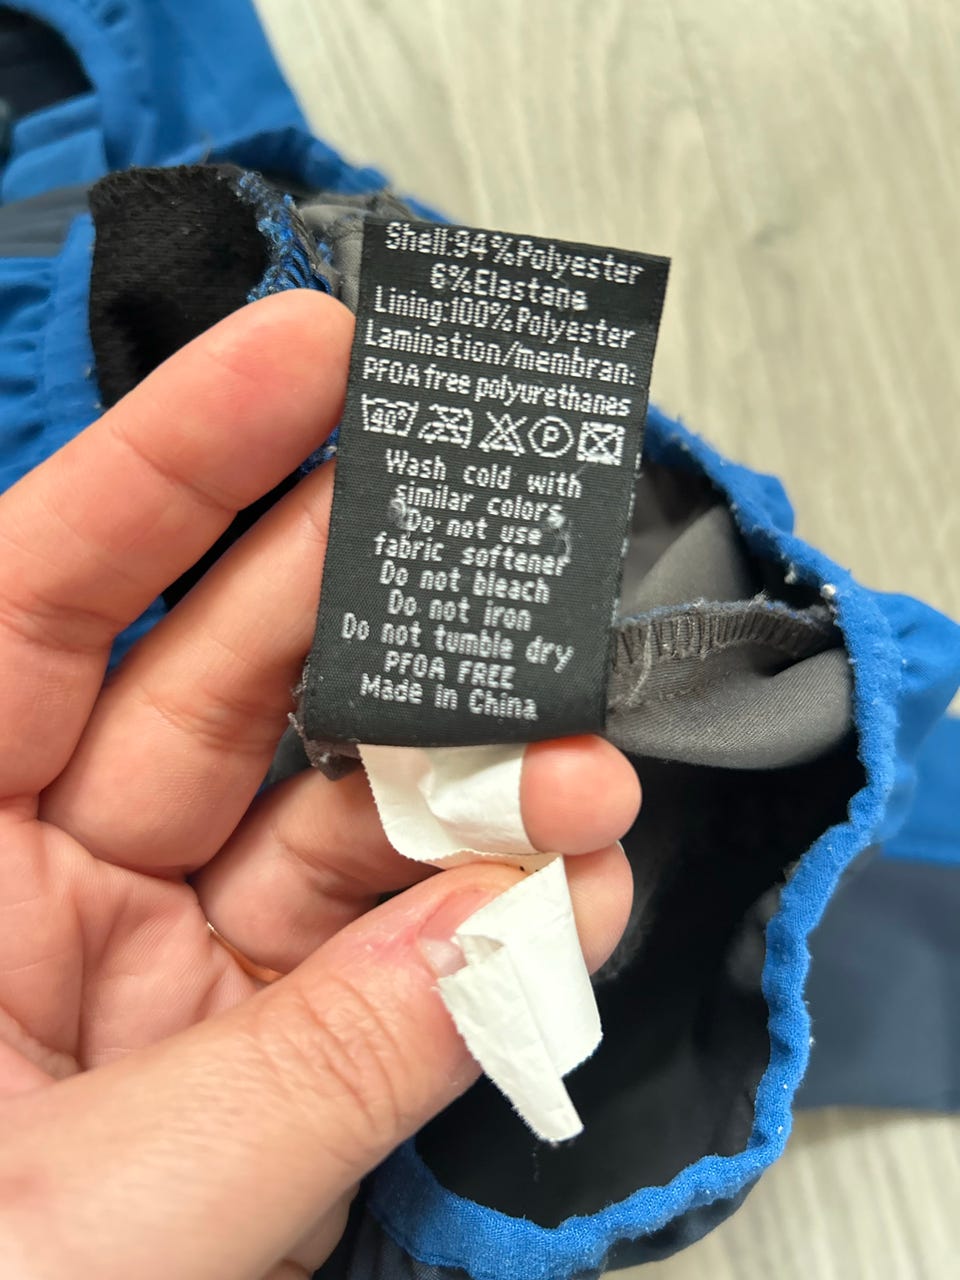 Shell:94%Polyester
6%Elastane
Lining:100%Polyester
Lamination/membran:
PFOA free polyurethanes
P
Wash cold with
similar colors
Do not use
fabric softener
Do not bleach
Do not iron
Do not tumble dry
PFOA FREE
Made in China